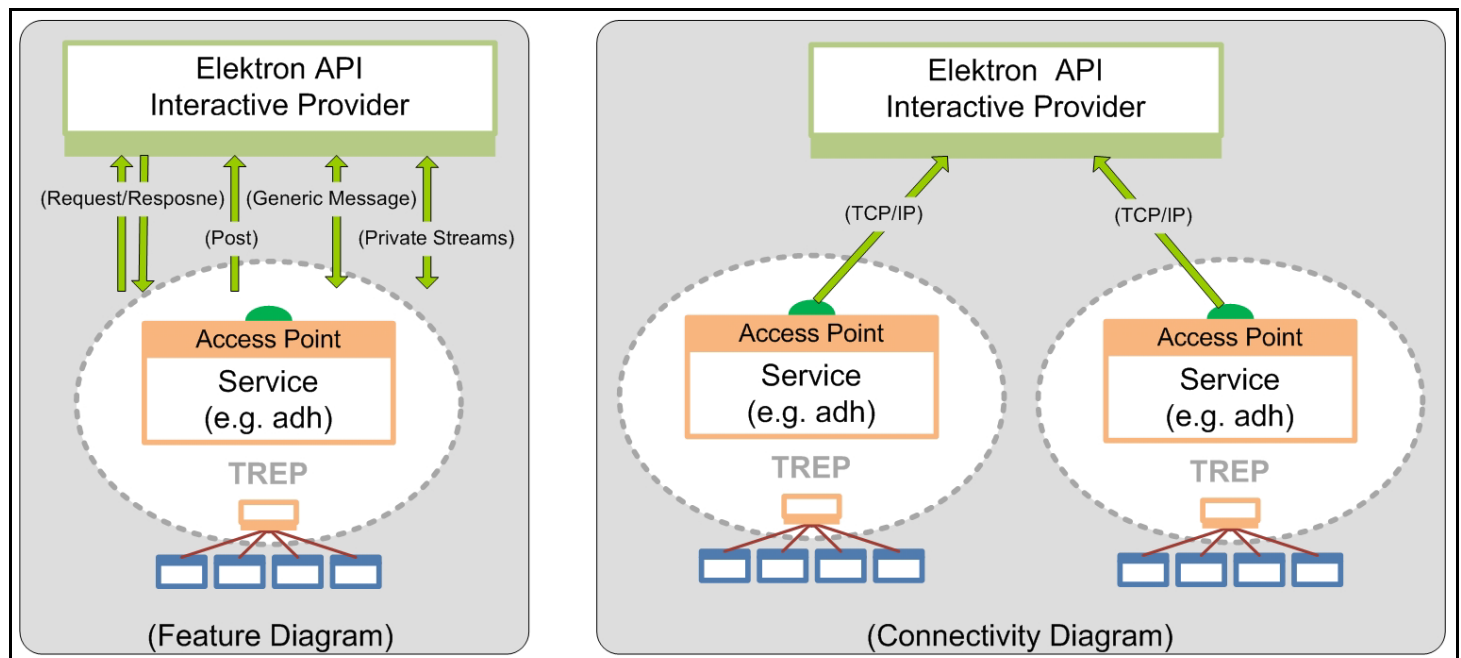 Elektron API
Interactive Provider
(Request/Resposne)
(Generic Message)
(Post)
(Private Streams)
Access Point
Service
(e.g. adh)
TREP
(Feature Diagram)
Elektron API
Interactive Provider
(TCP/IP)
(TCP/IP)
Access Point
Service
(e.g. adh)
TREP
Access Point
Service
(e.g. adh)
TREP
(Connectivity Diagram)